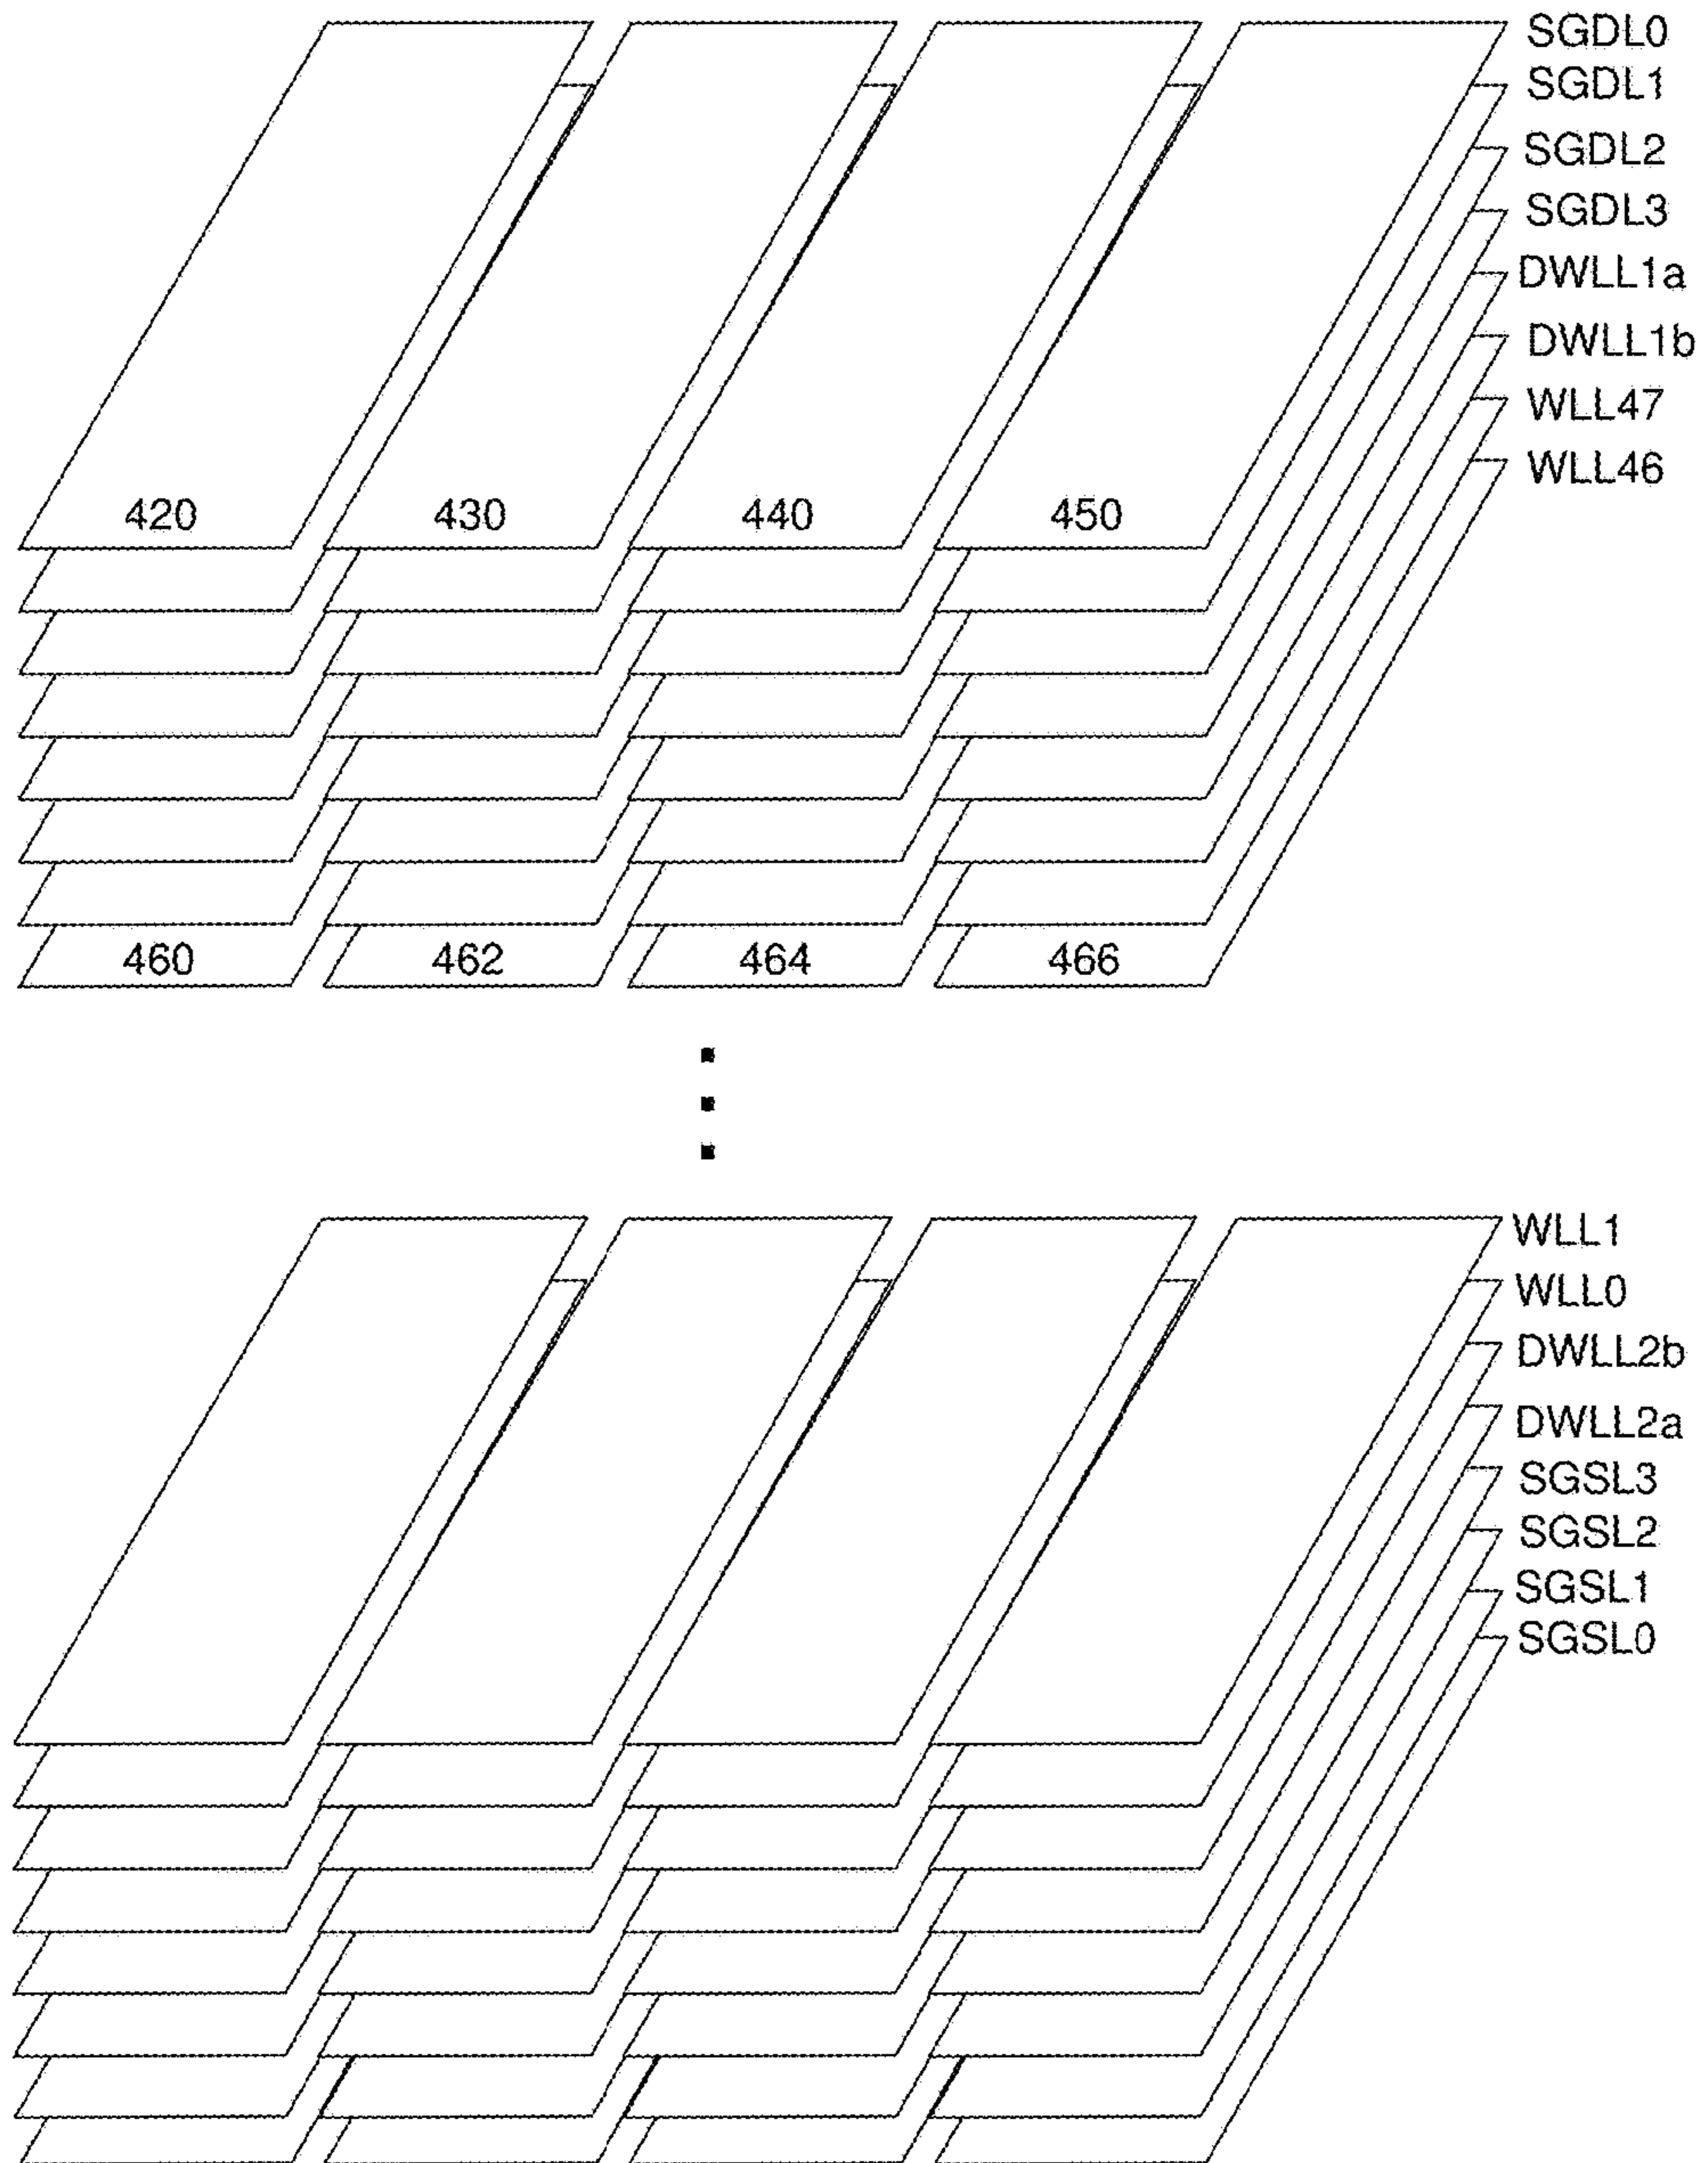 SGDL0
SGDL1
SGDL2
SGDL3
DWLL1a
DWLL1b
WLL47
WLL46
420 430 440 450
460 462 464 466
WLL1
WLL0
DWLL2b
DWLL2a
SGSL3
SGSL2
SGSL1
SGSL0